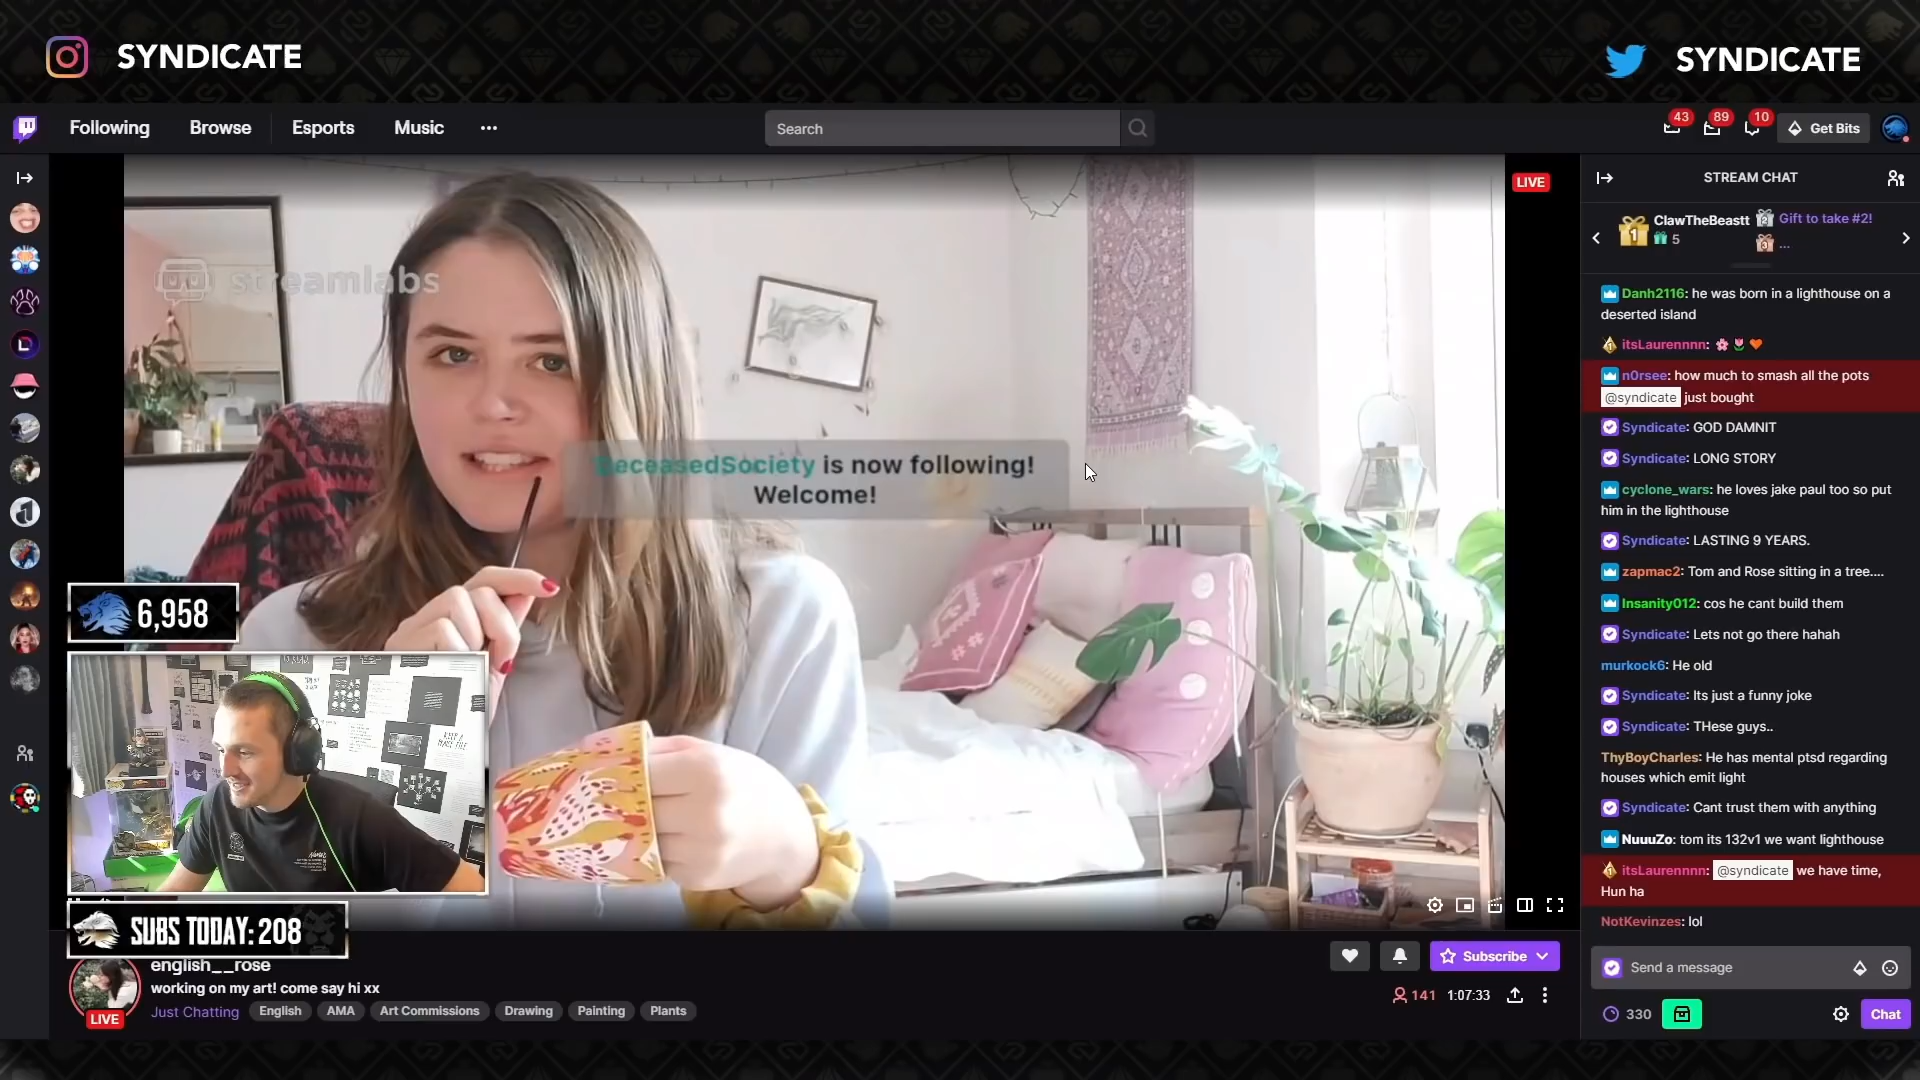 SYNDICATE
SYNDICATE
Following
Browse
Esports
Music
Search
43
89
10
Get Bits
LIVE
STREAM CHAT
1
ClawTheBeastt
5
Gift to take #2!
...
streamlabs
DeceasedSociety is now following!
Welcome!
Danh2116: he was born in a lighthouse on a
deserted island
itsLaurennnn:
n0rsee: how much to smash all the pots
@syndicate just bought
Syndicate: GOD DAMNIT
Syndicate: LONG STORY
cyclone_wars: he loves jake paul too so put
him in the lighthouse
Syndicate: LASTING 9 YEARS.
zapmac2: Tom and Rose sitting in a tree....
Insanity012: cos he cant build them
Syndicate: Lets not go there hahah
murkock6: He old
Syndicate: Its just a funny joke
Syndicate: THese guys..
ThyBoyCharles: He has mental ptsd regarding
houses which emit light
Syndicate: Cant trust them with anything
NuuuZo: tom its 132v1 we want lighthouse
itsLaurennnn: @syndicate we have time,
Hun ha
NotKevinzes: lol
6,958
SUBS TODAY: 208
english__rose
working on my art! come say hi xx
Just Chatting
English
AMA
Art Commissions
Drawing
Painting
Plants
LIVE
Subscribe
141
1:07:33
Send a message
330
Chat